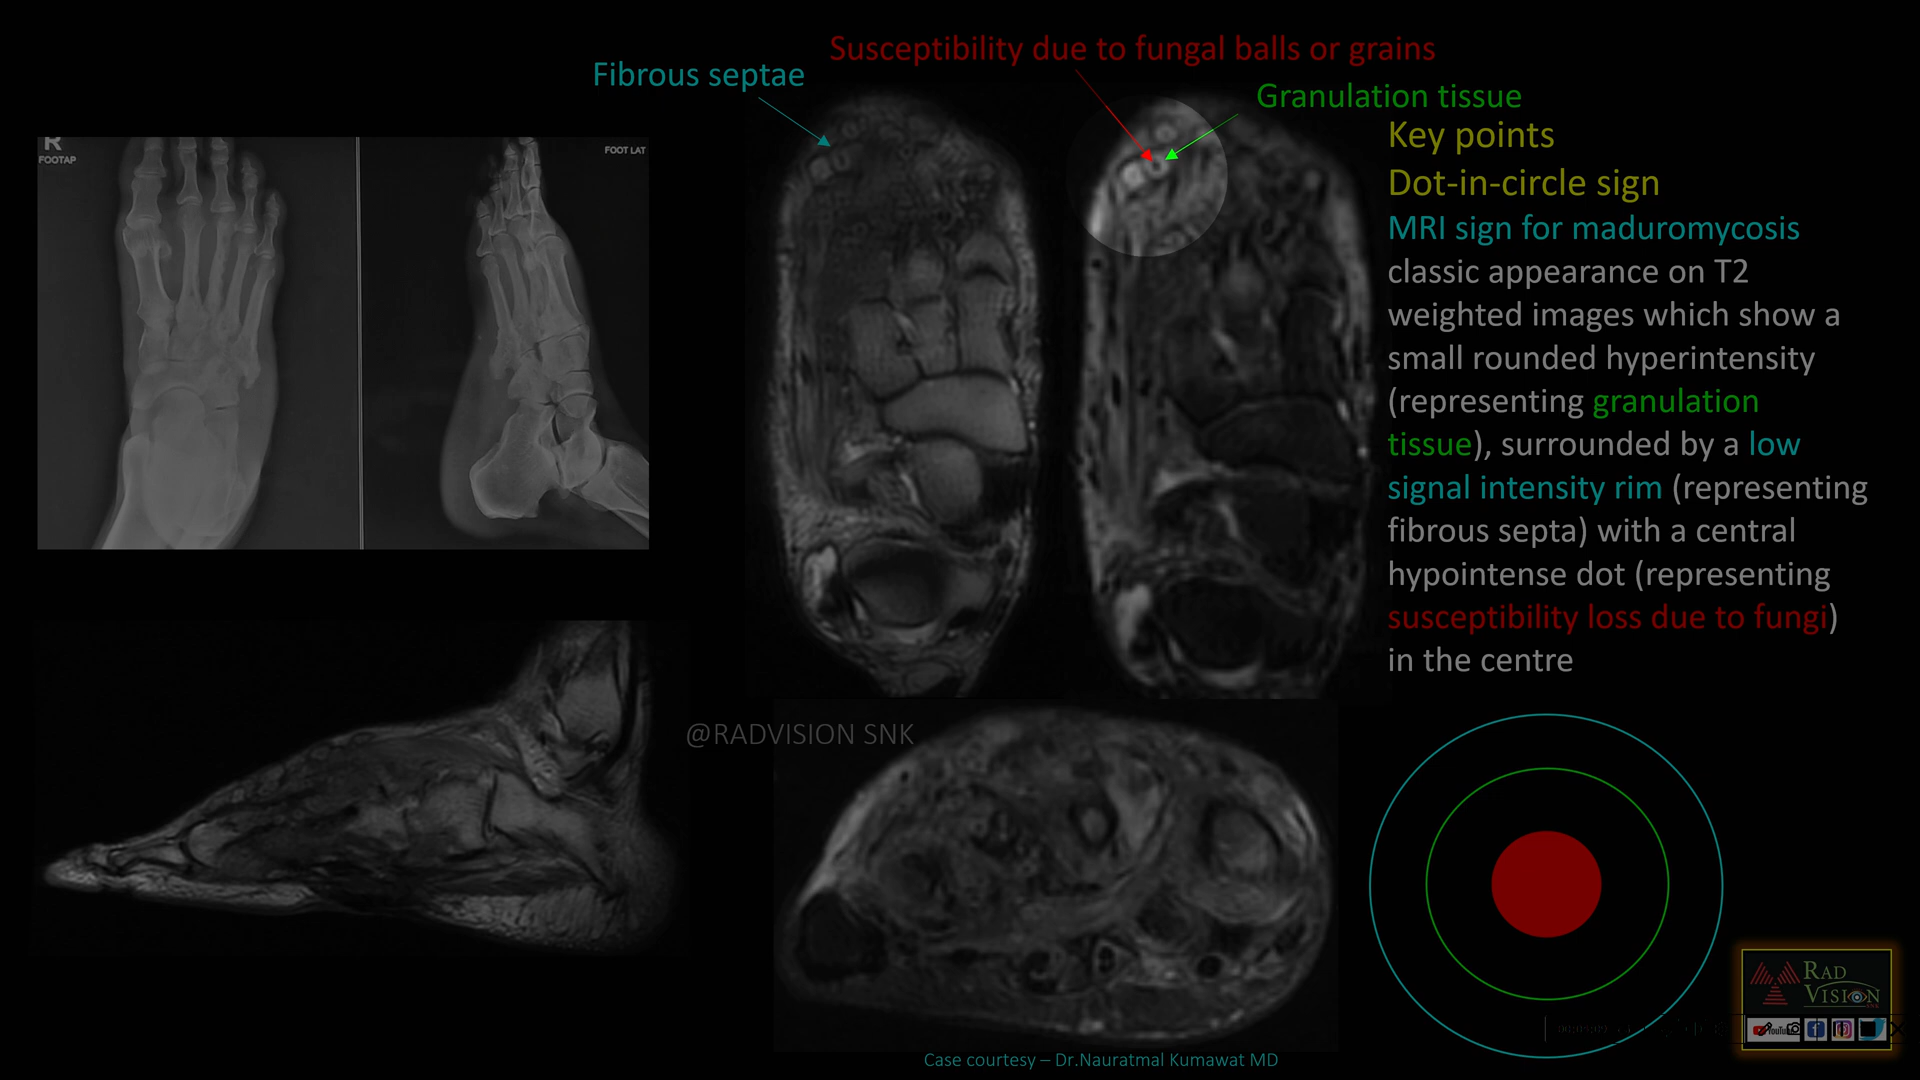 Susceptibility due to fungal balls or grains
Fibrous septae
Granulation tissue
Key points
Dot-in-circle sign
MRI sign for maduromycosis
classic appearance on T2
weighted images which show a
small rounded hyperintensity
(representing granulation
tissue), surrounded by a low
signal intensity rim (representing
fibrous septa) with a central
hypointense dot (representing
susceptibility loss due to fungi)
in the centre
R
FOOTAP
FOOT LAT
@RADVISION SNK
RAD
VISION
YouTube
Case courtesy – Dr.Nauratmal Kumawat MD